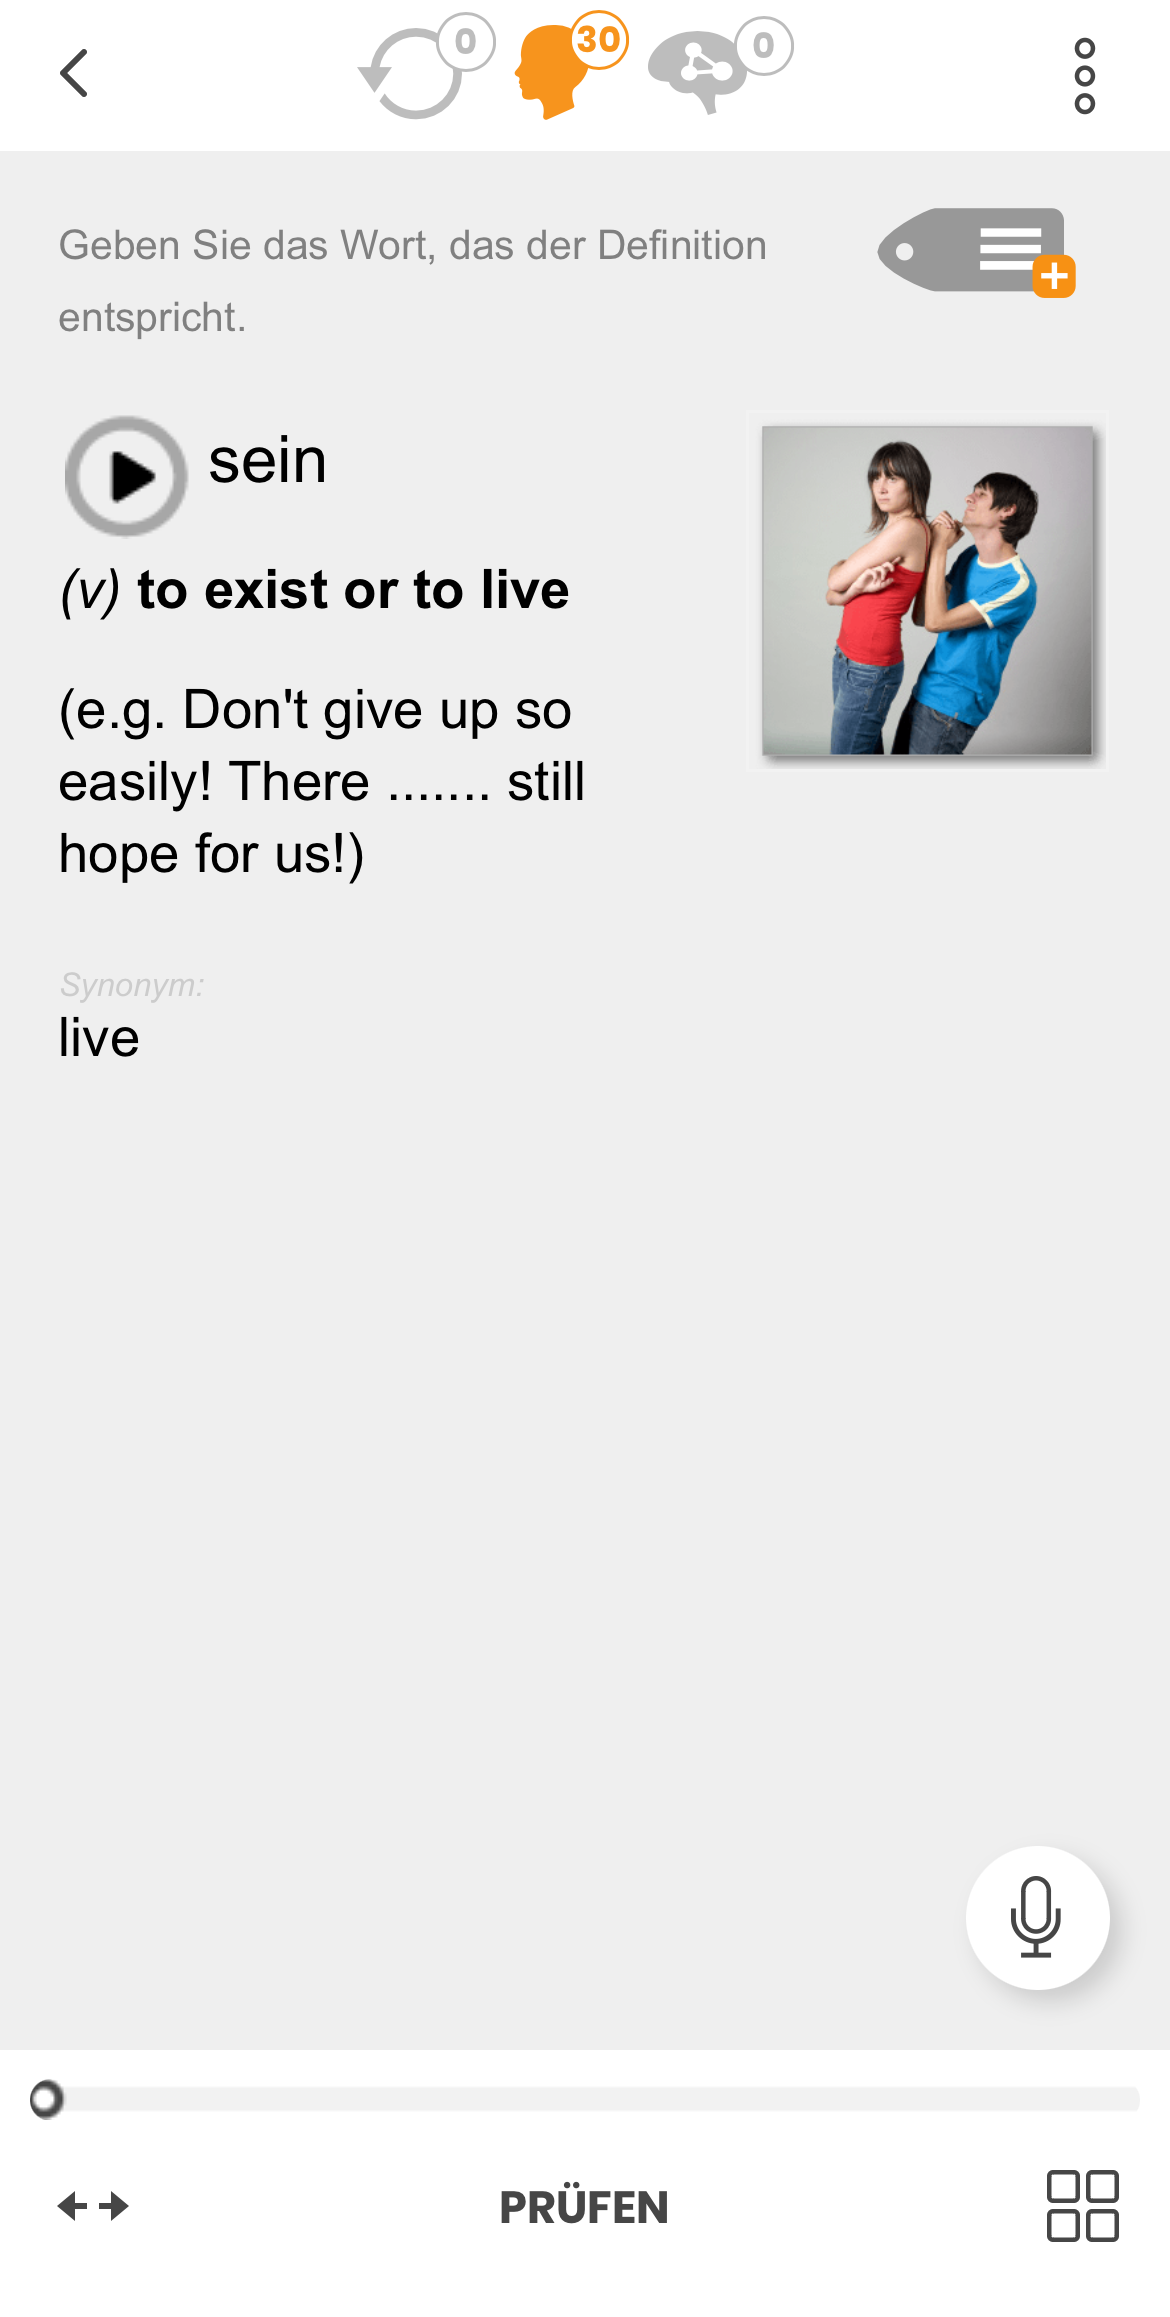 0
30
0
Geben Sie das Wort, das der Definition
entspricht.
sein
(v) to exist or to live
(e.g. Don't give up so
easily! There ....... still
hope for us!)
Synonym:
live
PRÜFEN